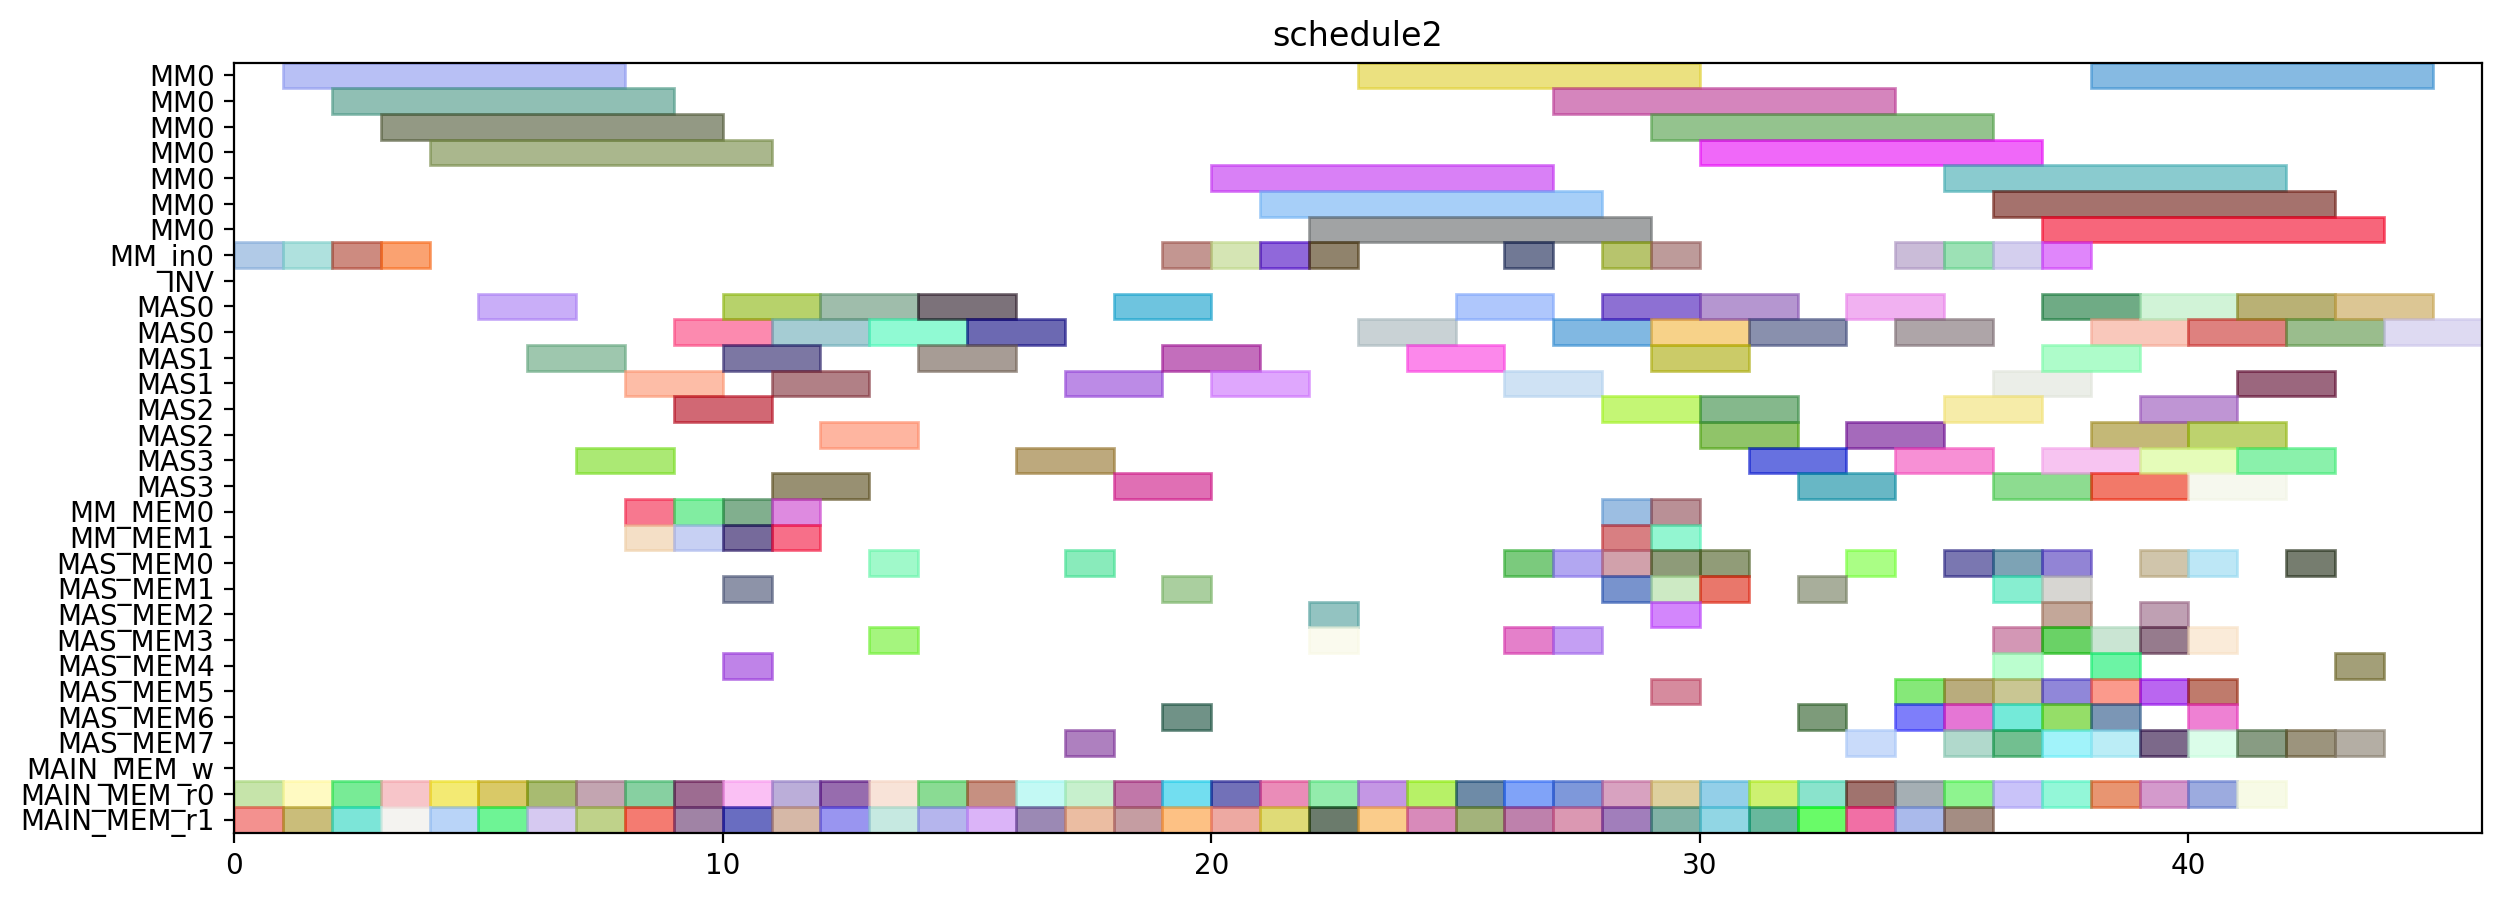 schedule2
MM0
MM0
MM0
MM0
MM0
MM0
MM0
MM_in0
INV
MAS0
MAS0
MAS1
MAS1
MAS2
MAS2
MAS3
MAS3
MM_MEM0
MM_MEM1
MAS_MEM0
MAS_MEM1
MAS_MEM2
MAS_MEM3
MAS_MEM4
MAS_MEM5
MAS_MEM6
MAS_MEM7
MAIN_MEM_w
MAIN_MEM_r0
MAIN_MEM_r1
0 10 20 30 40